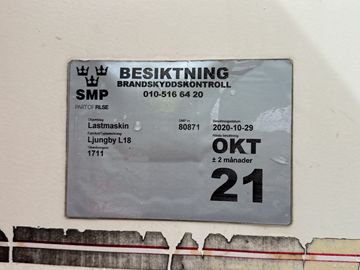 BESIKTNING
BRANDSKYDDSKONTROLL
010-516 64 20
SMP
PART OF RI.SE
Lastmaskin
80871
2020-10-29
Ljungby L18
1711
OKT
± 2 månader
21